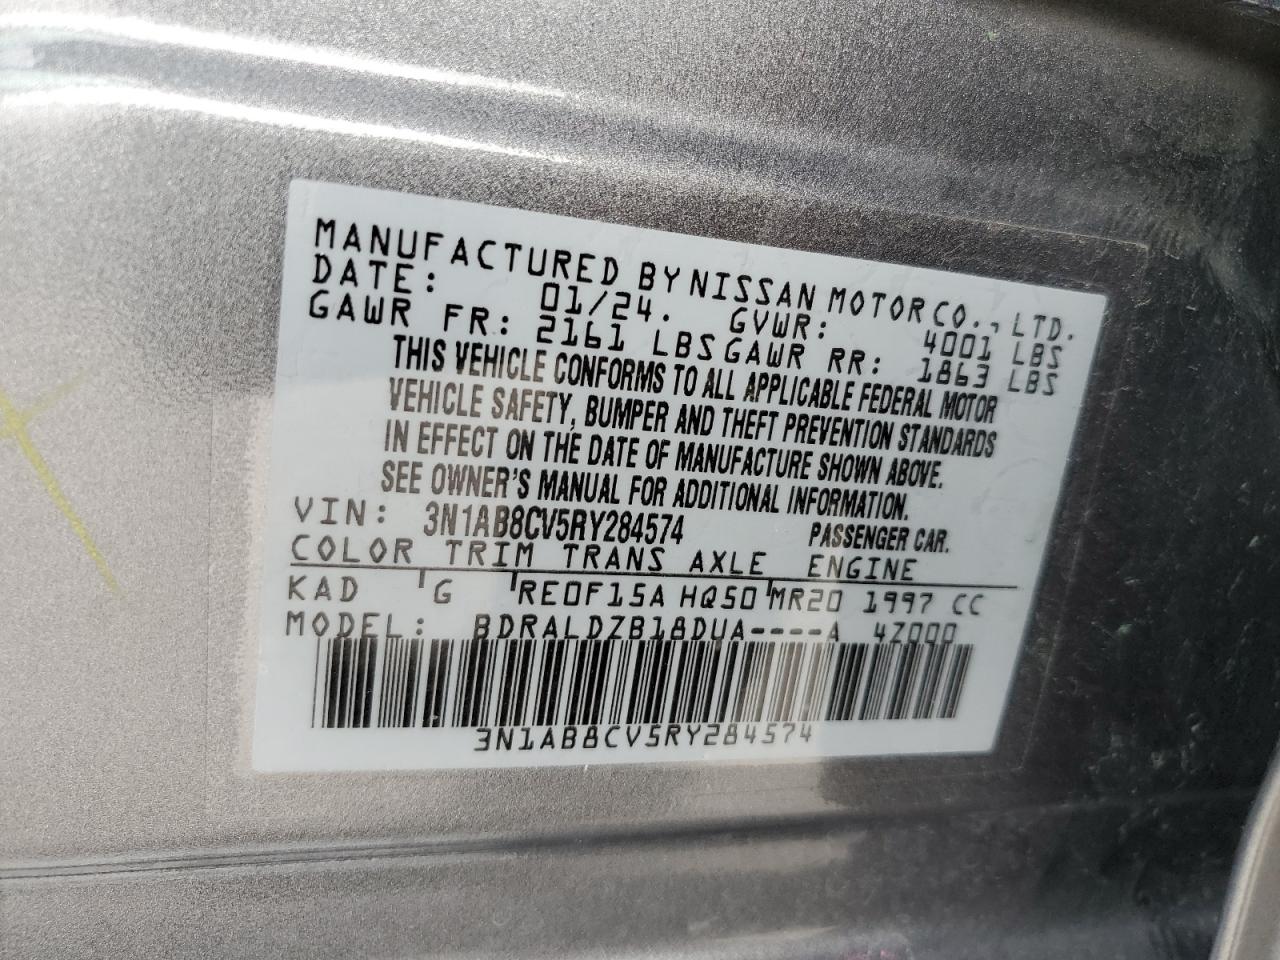 MANUFACTURED BY NISSAN MOTOR CO., LTD.
DATE: 01/24. GVWR: 4001 LBS
GAWR FR: 2161 LBS GAWR RR: 1863 LBS
THIS VEHICLE CONFORMS TO ALL APPLICABLE FEDERAL MOTOR
VEHICLE SAFETY, BUMPER AND THEFT PREVENTION STANDARDS
IN EFFECT ON THE DATE OF MANUFACTURE SHOWN ABOVE.
SEE OWNER'S MANUAL FOR ADDITIONAL INFORMATION.
VIN: 3N1AB8CV5RY284574 PASSENGER CAR.
COLOR TRIM TRANS AXLE ENGINE
KAD G RE0F15A HQ50 MR20 1997 CC
MODEL: BDRALDZB18DUA----A 4Z000
3N1AB8CV5RY284574